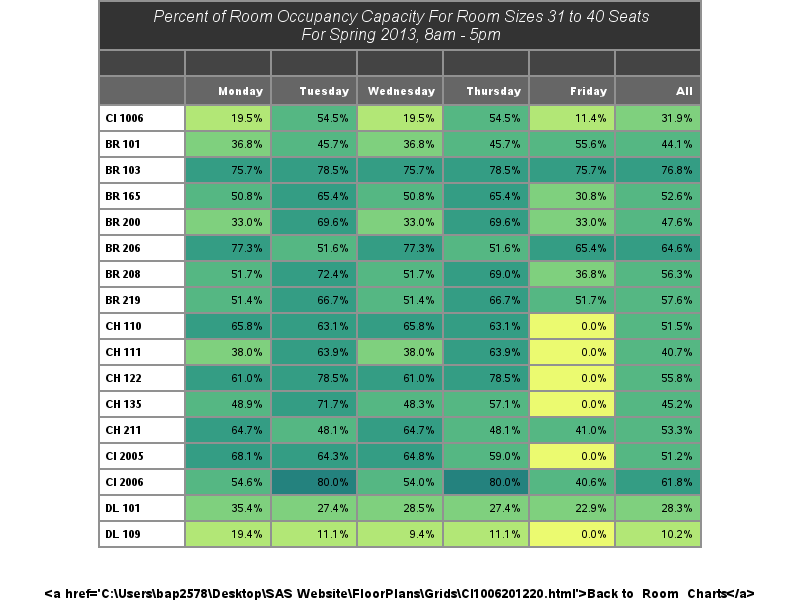 Percent of Room Occupancy Capacity For Room Sizes 31 to 40 Seats
For Spring 2013, 8am - 5pm
Monday Tuesday Wednesday Thursday Friday All
CI 1006 19.5% 54.5% 19.5% 54.5% 11.4% 31.9%
BR 101 36.8% 45.7% 36.8% 45.7% 55.6% 44.1%
BR 103 75.7% 78.5% 75.7% 78.5% 75.7% 76.8%
BR 165 50.8% 65.4% 50.8% 65.4% 30.8% 52.6%
BR 200 33.0% 69.6% 33.0% 69.6% 33.0% 47.6%
BR 206 77.3% 51.6% 77.3% 51.6% 65.4% 64.6%
BR 208 51.7% 72.4% 51.7% 69.0% 36.8% 56.3%
BR 219 51.4% 66.7% 51.4% 66.7% 51.7% 57.6%
CH 110 65.8% 63.1% 65.8% 63.1% 0.0% 51.5%
CH 111 38.0% 63.9% 38.0% 63.9% 0.0% 40.7%
CH 122 61.0% 78.5% 61.0% 78.5% 0.0% 55.8%
CH 135 48.9% 71.7% 48.3% 57.1% 0.0% 45.2%
CH 211 64.7% 48.1% 64.7% 48.1% 41.0% 53.3%
CI 2005 68.1% 64.3% 64.8% 59.0% 0.0% 51.2%
CI 2006 54.6% 80.0% 54.0% 80.0% 40.6% 61.8%
DL 101 35.4% 27.4% 28.5% 27.4% 22.9% 28.3%
DL 109 19.4% 11.1% 9.4% 11.1% 0.0% 10.2%
<a href='C:\Users\bap2578\Desktop\SAS Website\FloorPlans\Grids\CI1006201220.html'>Back to Room Charts</a>